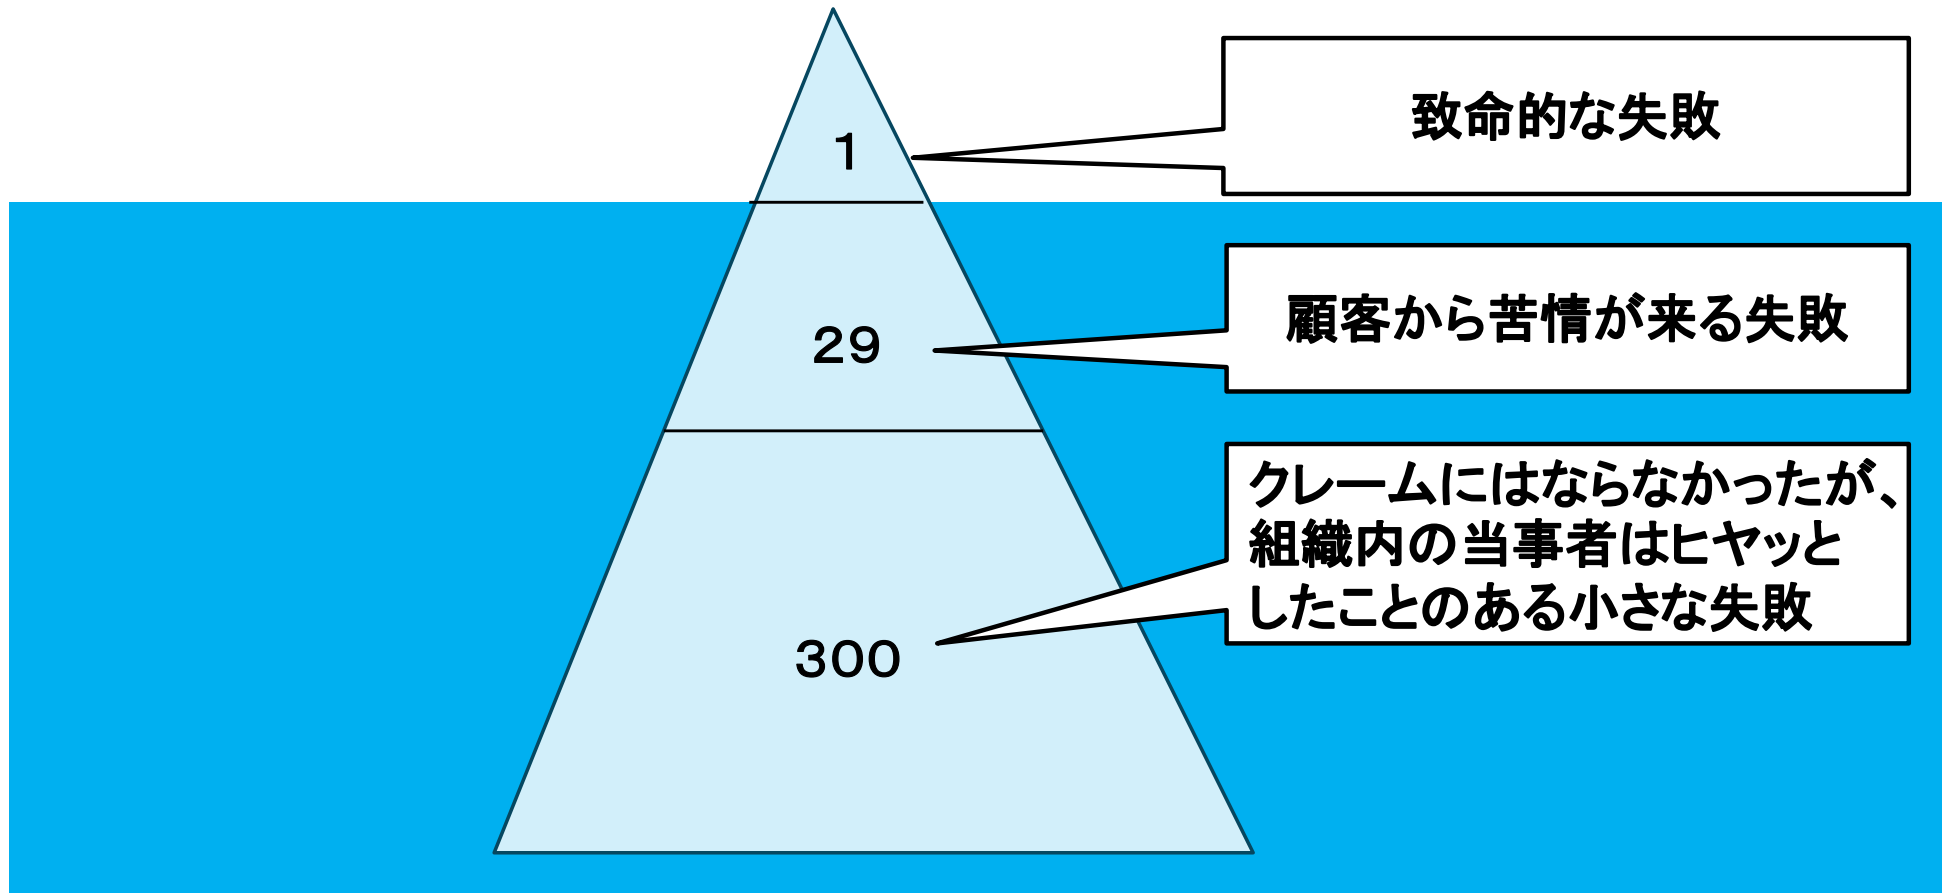 1
致命的な失敗
29
顧客から苦情が来る失敗
300
クレームにはならなかったが、
組織内の当事者はヒヤッと
したことのある小さな失敗